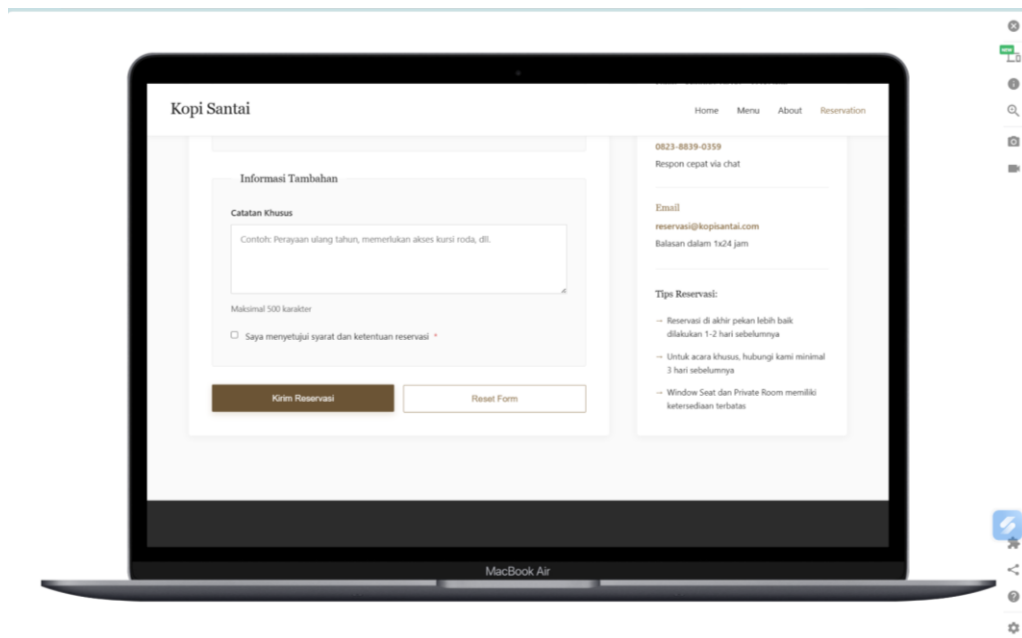 NEW
Kopi Santai
Home Menu About Reservation
Informasi Tambahan
Catatan Khusus
Contoh: Perayaan ulang tahun, memerlukan akses kursi roda, dll.
Maksimal 500 karakter
Saya menyetujui syarat dan ketentuan reservasi *
Kirim Reservasi
Reset Form
0823-8839-0359
Respon cepat via chat
Email
reservasi@kopisantai.com
Balasan dalam 1x24 jam
Tips Reservasi:
→ Reservasi di akhir pekan lebih baik
dilakukan 1-2 hari sebelumnya
→ Untuk acara khusus, hubungi kami minimal
3 hari sebelumnya
→ Window Seat dan Private Room memiliki
ketersediaan terbatas
MacBook Air